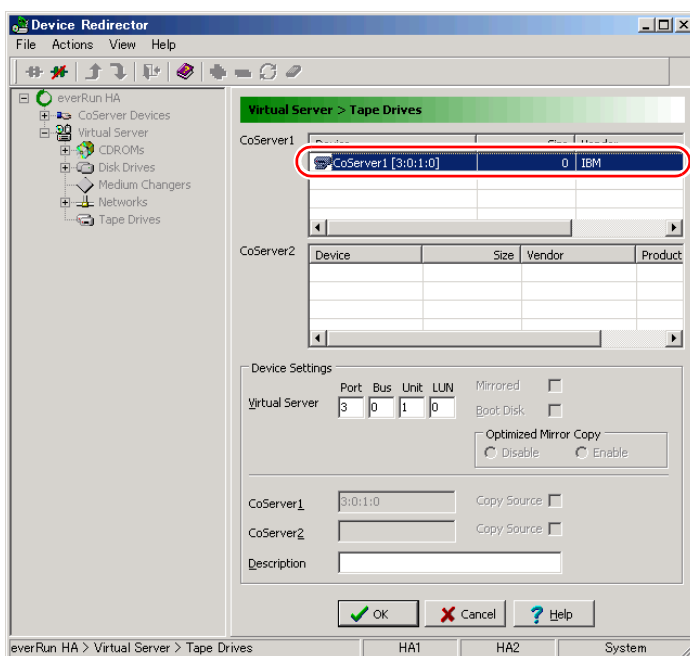 Device Redirector
File Actions View Help
everRun HA
CoServer Devices
Virtual Server
CDROMs
Disk Drives
Medium Changers
Networks
Tape Drives
Virtual Server > Tape Drives
CoServer1
Device Size Vendor
CoServer1 [3:0:1:0] 0 IBM
CoServer2
Device Size Vendor Product
Device Settings
Port Bus Unit LUN Mirrored
Virtual Server 3 0 1 0 Boot Disk
Optimized Mirror Copy
Disable Enable
CoServer1 3:0:1:0 Copy Source
CoServer2 Copy Source
Description
OK Cancel Help
everRun HA > Virtual Server > Tape Drives HA1 HA2 System